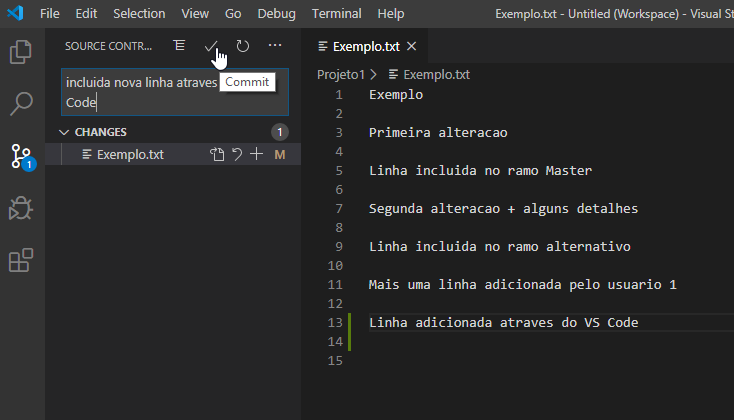 File Edit Selection View Go Debug Terminal Help Exemplo.txt - Untitled (Workspace) - Visual St
SOURCE CONTR...
incluida nova linha atraves
Code
Commit
CHANGES 1
Exemplo.txt M
1
Exemplo.txt
Projeto1 > Exemplo.txt
1 Exemplo
2
3 Primeira alteracao
4
5 Linha incluida no ramo Master
6
7 Segunda alteracao + alguns detalhes
8
9 Linha incluida no ramo alternativo
10
11 Mais uma linha adicionada pelo usuario 1
12
13 Linha adicionada atraves do VS Code
14
15